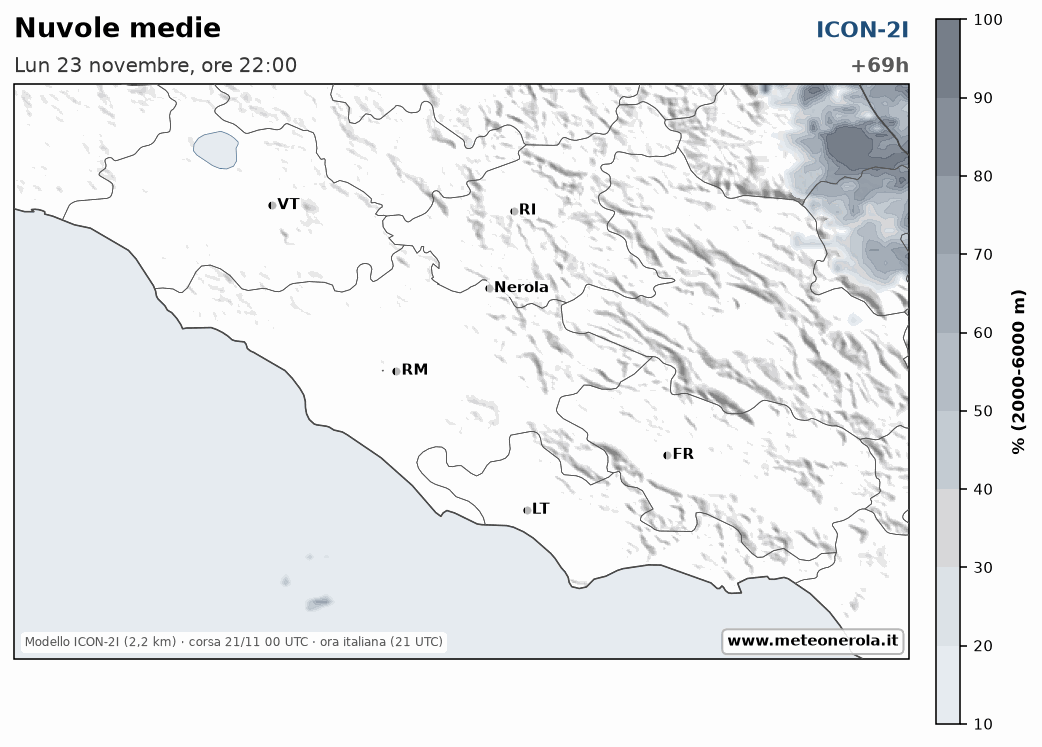 Nuvole medie
ICON-2I
Lun 23 novembre, ore 22:00
+69h
100
90
80
70
60
50
40
30
20
10
% (2000-6000 m)
VT
RI
Nerola
RM
FR
LT
Modello ICON-2I (2,2 km) · corsa 21/11 00 UTC · ora italiana (21 UTC)
www.meteonerola.it